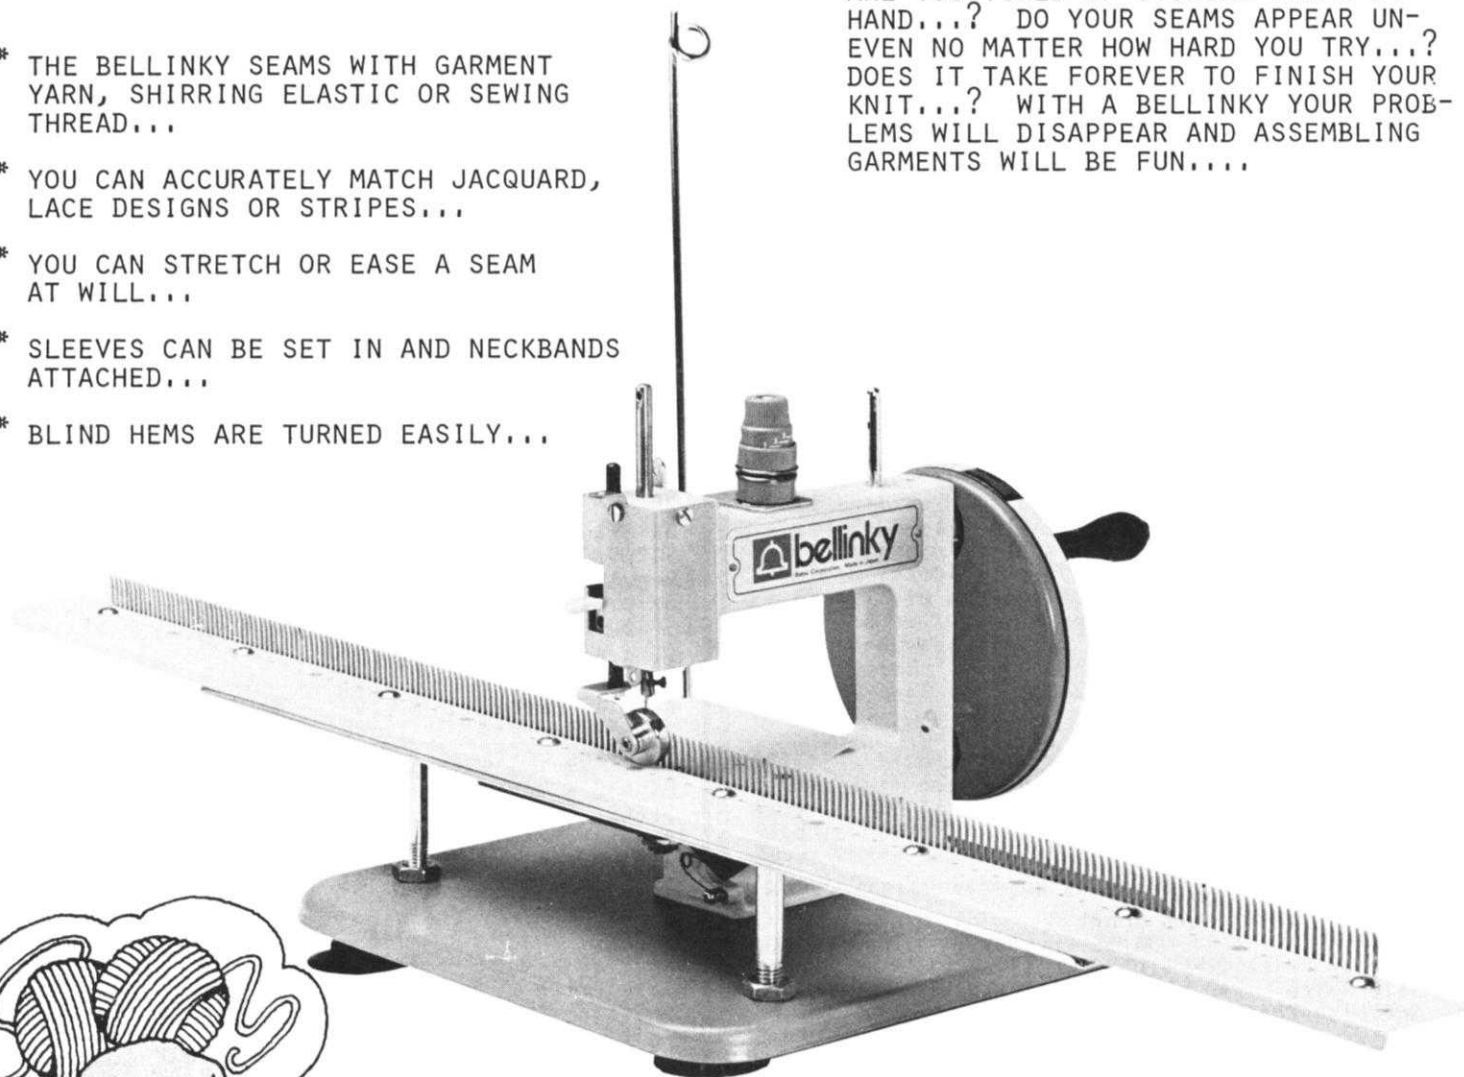 * THE BELLINKY SEAMS WITH GARMENT
YARN, SHIRRING ELASTIC OR SEWING
THREAD...
* YOU CAN ACCURATELY MATCH JACQUARD,
LACE DESIGNS OR STRIPES...
* YOU CAN STRETCH OR EASE A SEAM
AT WILL...
* SLEEVES CAN BE SET IN AND NECKBANDS
ATTACHED...
* BLIND HEMS ARE TURNED EASILY...
HAND...? DO YOUR SEAMS APPEAR UN-
EVEN NO MATTER HOW HARD YOU TRY...?
DOES IT TAKE FOREVER TO FINISH YOUR
KNIT...? WITH A BELLINKY YOUR PROB-
LEMS WILL DISAPPEAR AND ASSEMBLING
GARMENTS WILL BE FUN....
bellinky
Made in Japan